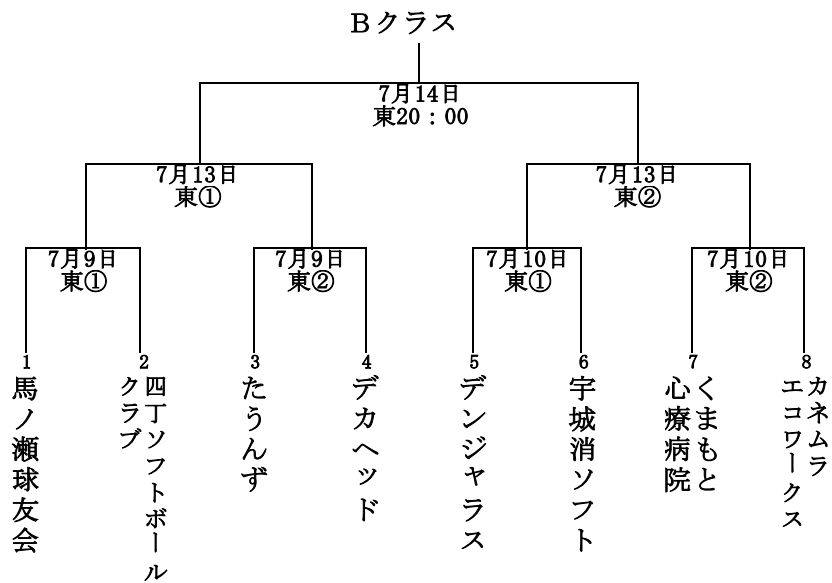 Bクラス
7月14日
東20：00
7月13日
東①
7月13日
東②
7月9日
東①
7月9日
東②
7月10日
東①
7月10日
東②
1
2
3
4
5
6
7
8
馬ノ瀬球友会
四丁ソフトボール
クラブ
たうんず
デカヘッド
デンジャラス
宇城消ソフト
くまもと
心療病院
カネムラ
エコワークス